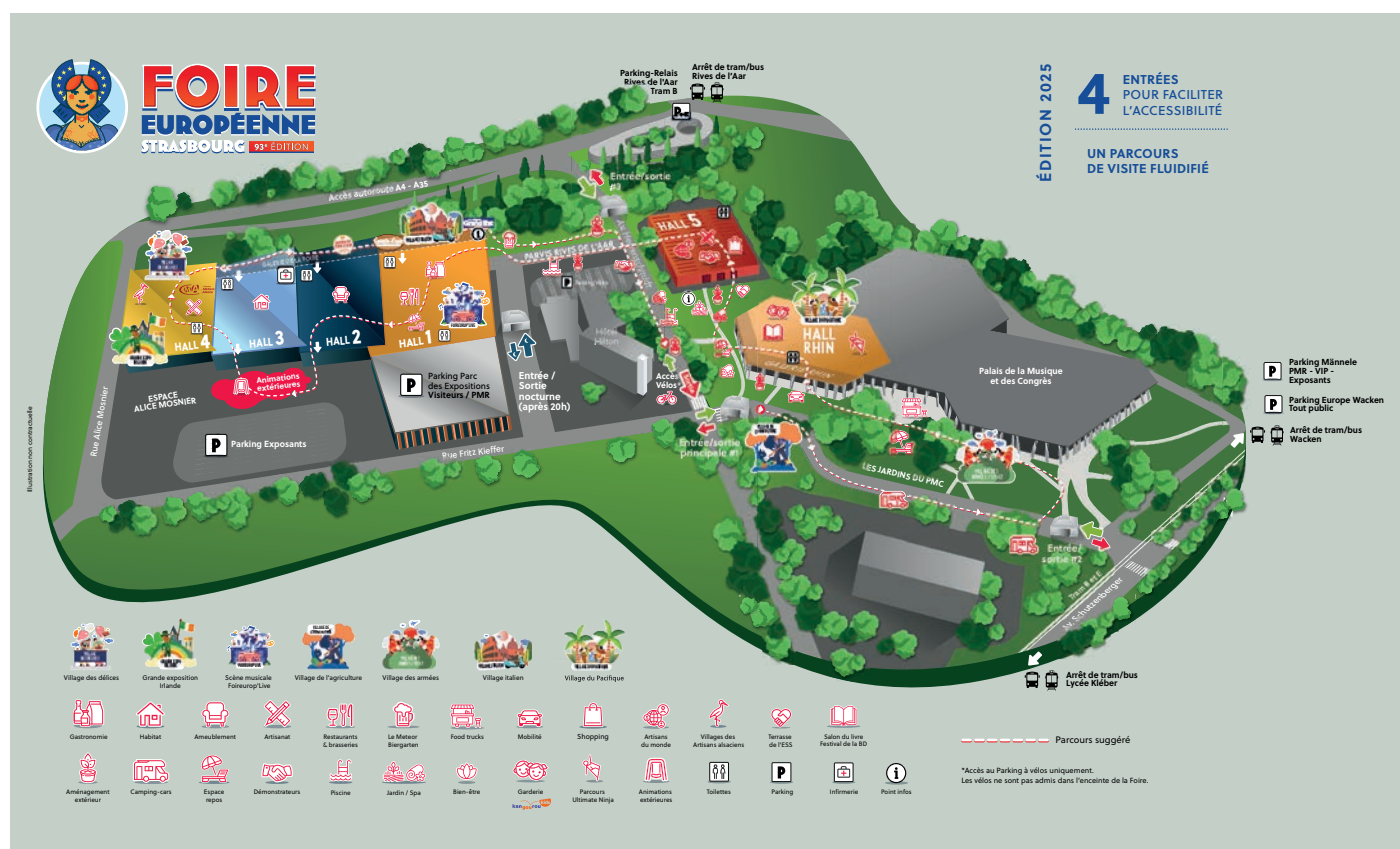 FOIRE
EUROPÉENNE
STRASBOURG 93e ÉDITION
Parking-Relais
Rives de l'Aar
Tram B
Arrêt de tram/bus
Rives de l'Aar
ÉDITION 2025
4 ENTRÉES
POUR FACILITER
L'ACCESSIBILITÉ
UN PARCOURS
DE VISITE FLUIDIFIÉ
Accès autoroute A4 - A35
Entrée/sortie
#3
HALL 5
PARVIS RIVES DE L'AAR
HALL 4
HALL 3
HALL 2
HALL 1
Hôtel
Hilton
HALL
RHIN
Palais de la Musique
et des Congrès
Animations
extérieures
ESPACE
ALICE MOSNIER
P
Parking Parc
des Expositions
Visiteurs / PMR
Entrée /
Sortie
nocturne
(après 20h)
Accès
Vélos*
P
Parking Exposants
Rue Alice Mosnier
Rue Fritz Kieffer
Entrée/sortie
principale #1
LES JARDINS DU PMC
Entrée/
sortie #2
Av. Schutzenberger
P
Parking Männele
PMR - VIP -
Exposants
P
Parking Europe Wacken
Tout public
Arrêt de tram/bus
Wacken
Arrêt de tram/bus
Lycée Kléber
Illustration non contractuelle
Village des délices
Grande exposition
Irlande
Scène musicale
Foireurop'Live
Village de l'agriculture
Village des armées
Village italien
Village du Pacifique
Gastronomie
Habitat
Ameublement
Artisanat
Restaurants
& brasseries
Le Meteor
Biergarten
Food trucks
Mobilité
Shopping
Artisans
du monde
Villages des
Artisans alsaciens
Terrasse
de l'ESS
Salon du livre
Festival de la BD
Aménagement
extérieur
Camping-cars
Espace
repos
Démonstrateurs
Piscine
Jardin / Spa
Bien-être
Garderie
Parcours
Ultimate Ninja
Animations
extérieures
Toilettes
P
Parking
Infirmerie
i
Point infos
Parcours suggéré
*Accès au Parking à vélos uniquement.
Les vélos ne sont pas admis dans l'enceinte de la Foire.